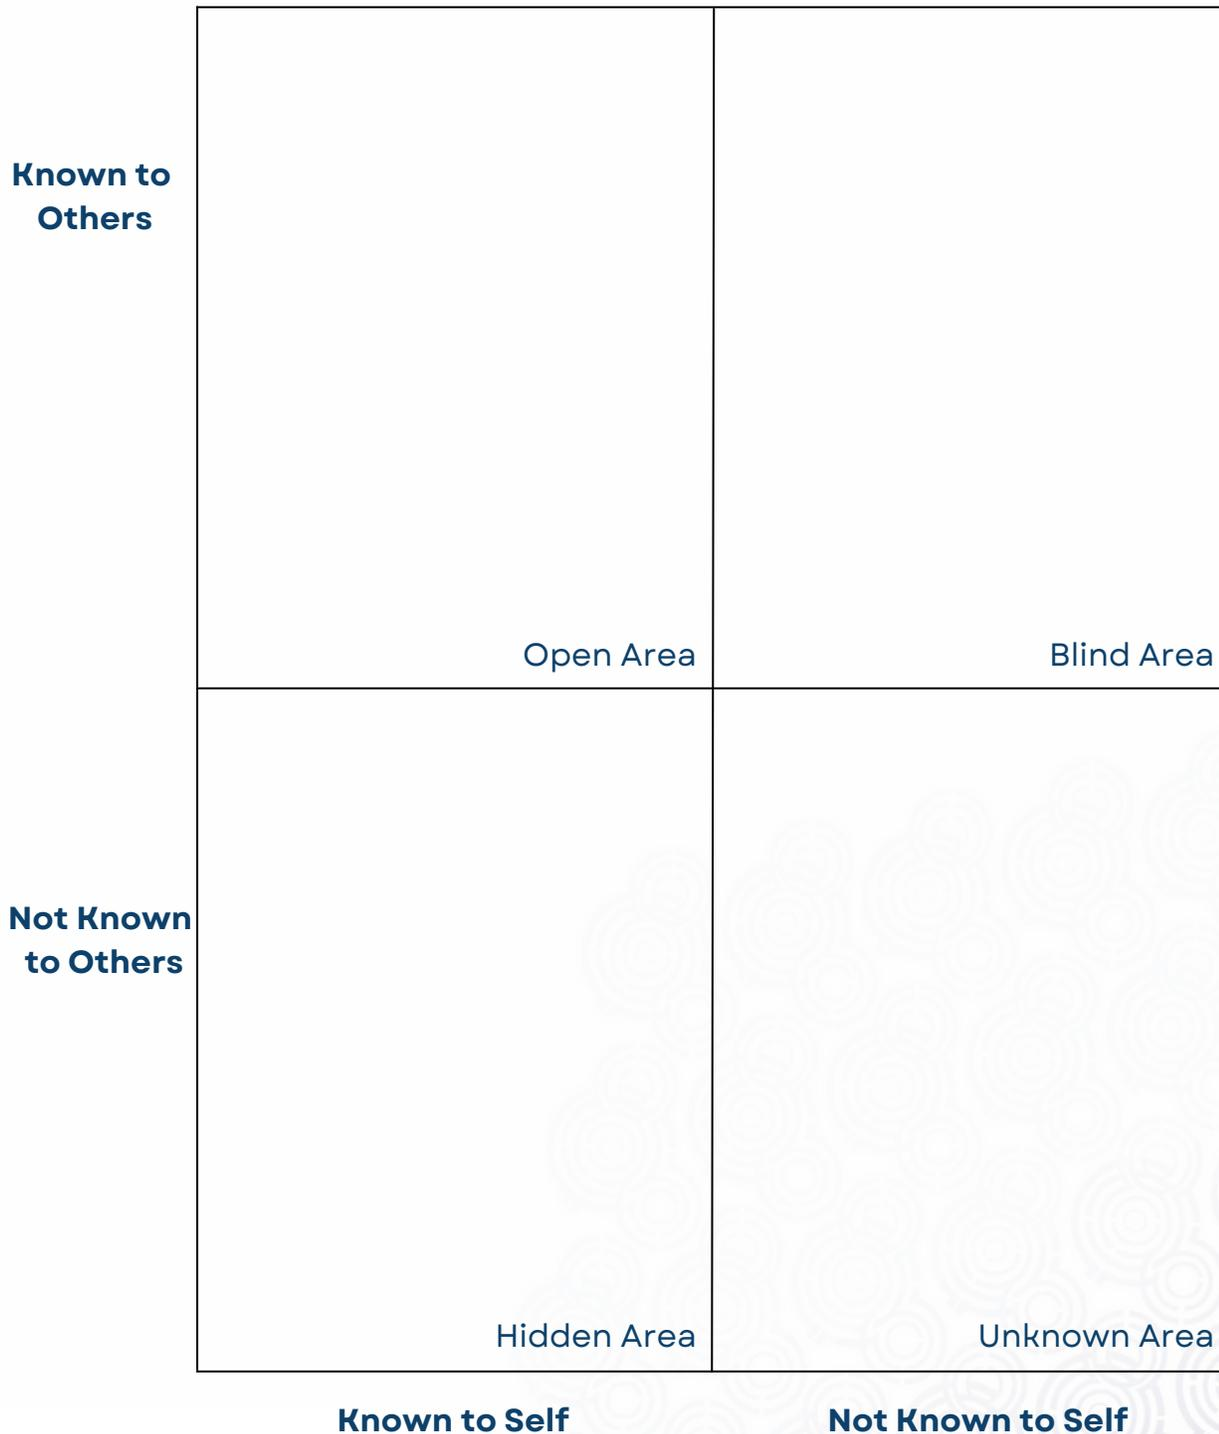 Known to
Others
Open Area
Blind Area
Not Known
to Others
Hidden Area
Unknown Area
Known to Self
Not Known to Self